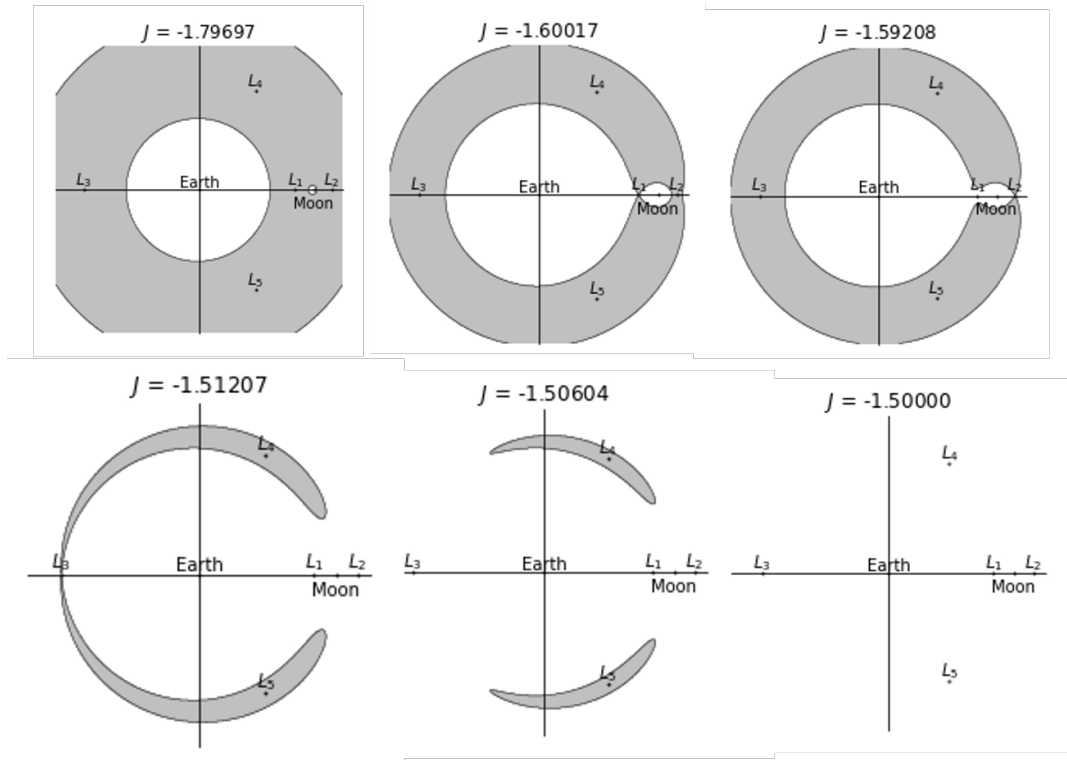 J = -1.79697
L4
L3
Earth
L1
L2
Moon
L5
J = -1.60017
L4
L3
Earth
L1
L2
Moon
L5
J = -1.59208
L4
L3
Earth
L1
L2
Moon
L5
J = -1.51207
L4
L3
Earth
L1
L2
Moon
L5
J = -1.50604
L4
L3
Earth
L1
L2
Moon
L5
J = -1.50000
L4
L3
Earth
L1
L2
Moon
L5